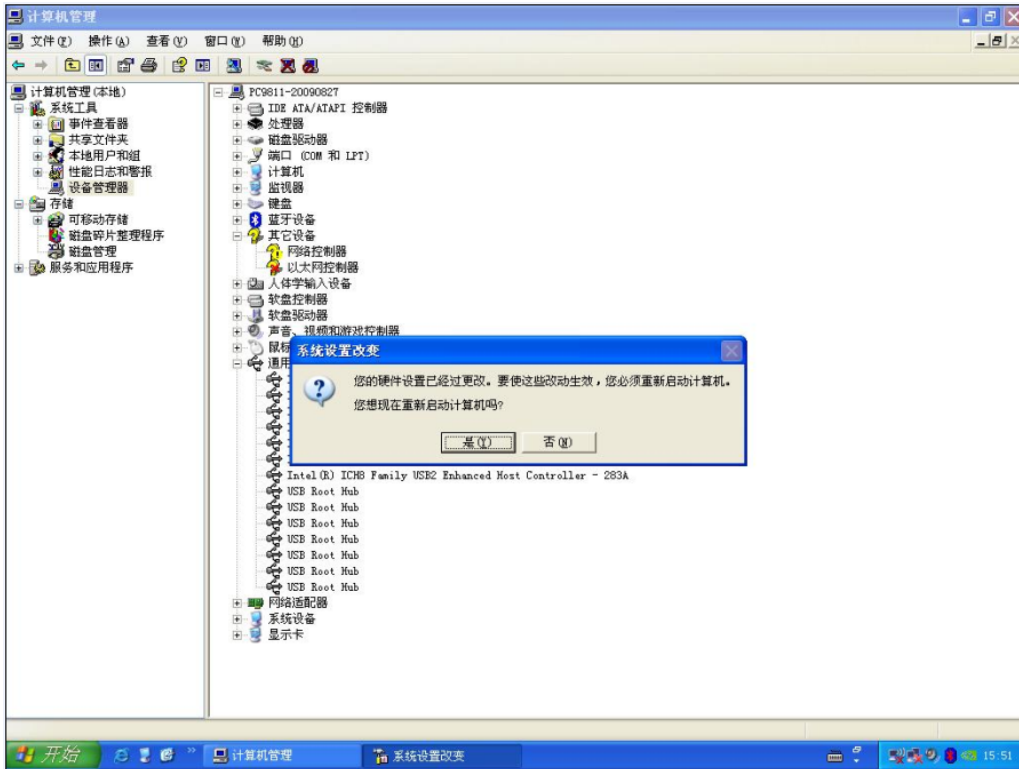 计算机管理
文件(F) 操作(A) 查看(V) 窗口(W) 帮助(H)
计算机管理(本地)
系统工具
事件查看器
共享文件夹
本地用户和组
性能日志和警报
设备管理器
存储
可移动存储
磁盘碎片整理程序
磁盘管理
服务和应用程序
PC9811-20090827
IDE ATA/ATAPI 控制器
处理器
磁盘驱动器
端口 (COM 和 LPT)
计算机
监视器
键盘
蓝牙设备
其它设备
网络控制器
以太网控制器
人体学输入设备
软盘控制器
软盘驱动器
声音、视频和游戏控制器
鼠标
通用
Intel(R) ICH8 Family USB2 Enhanced Host Controller - 283A
USB Root Hub
USB Root Hub
USB Root Hub
USB Root Hub
USB Root Hub
USB Root Hub
USB Root Hub
网络适配器
系统设备
显示卡
系统设置改变
您的硬件设置已经过更改。要使这些改动生效，您必须重新启动计算机。
您想现在重新启动计算机吗?
是(Y) 否(N)
开始 计算机管理 系统设置改变 15:51